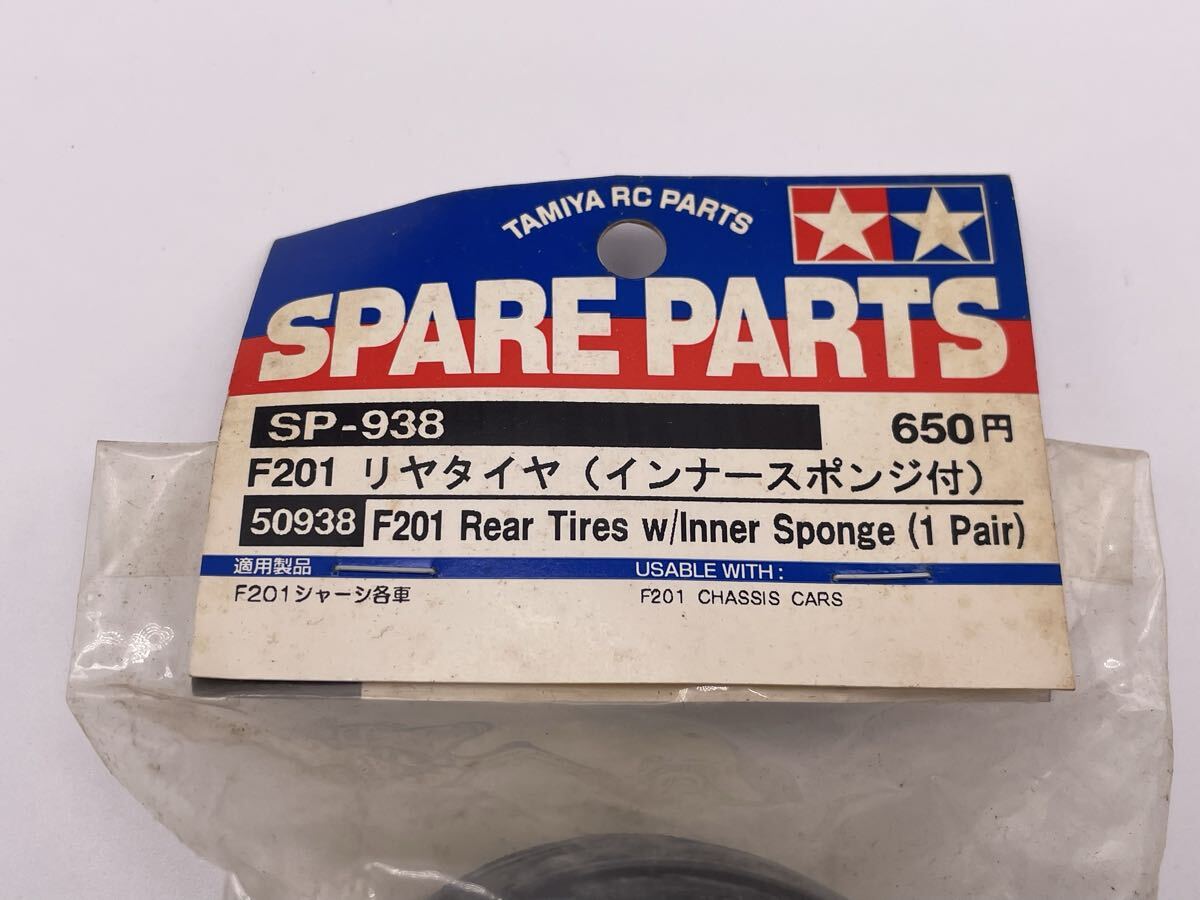 TAMIYA RC PARTS
SPARE PARTS
SP-938
650円
F201 リヤタイヤ（インナースポンジ付）
50938 F201 Rear Tires w/Inner Sponge (1 Pair)
適用製品
USABLE WITH :
F201シャーシ各車
F201 CHASSIS CARS